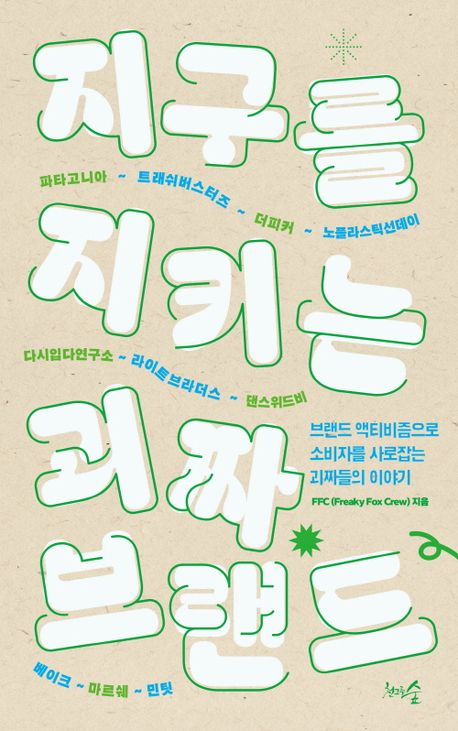 지구를
파타고니아 ~ 트래쉬버스터즈 ~ 더피커 ~ 노플라스틱선데이
지키는
다시입다연구소 ~ 라이트브라더스 ~ 댄스위드비
괴짜
브랜드 액티비즘으로
소비자를 사로잡는
괴짜들의 이야기
FFC (Freaky Fox Crew) 지음
브랜드
베이크 ~ 마르쉐 ~ 민팃
천그루숲